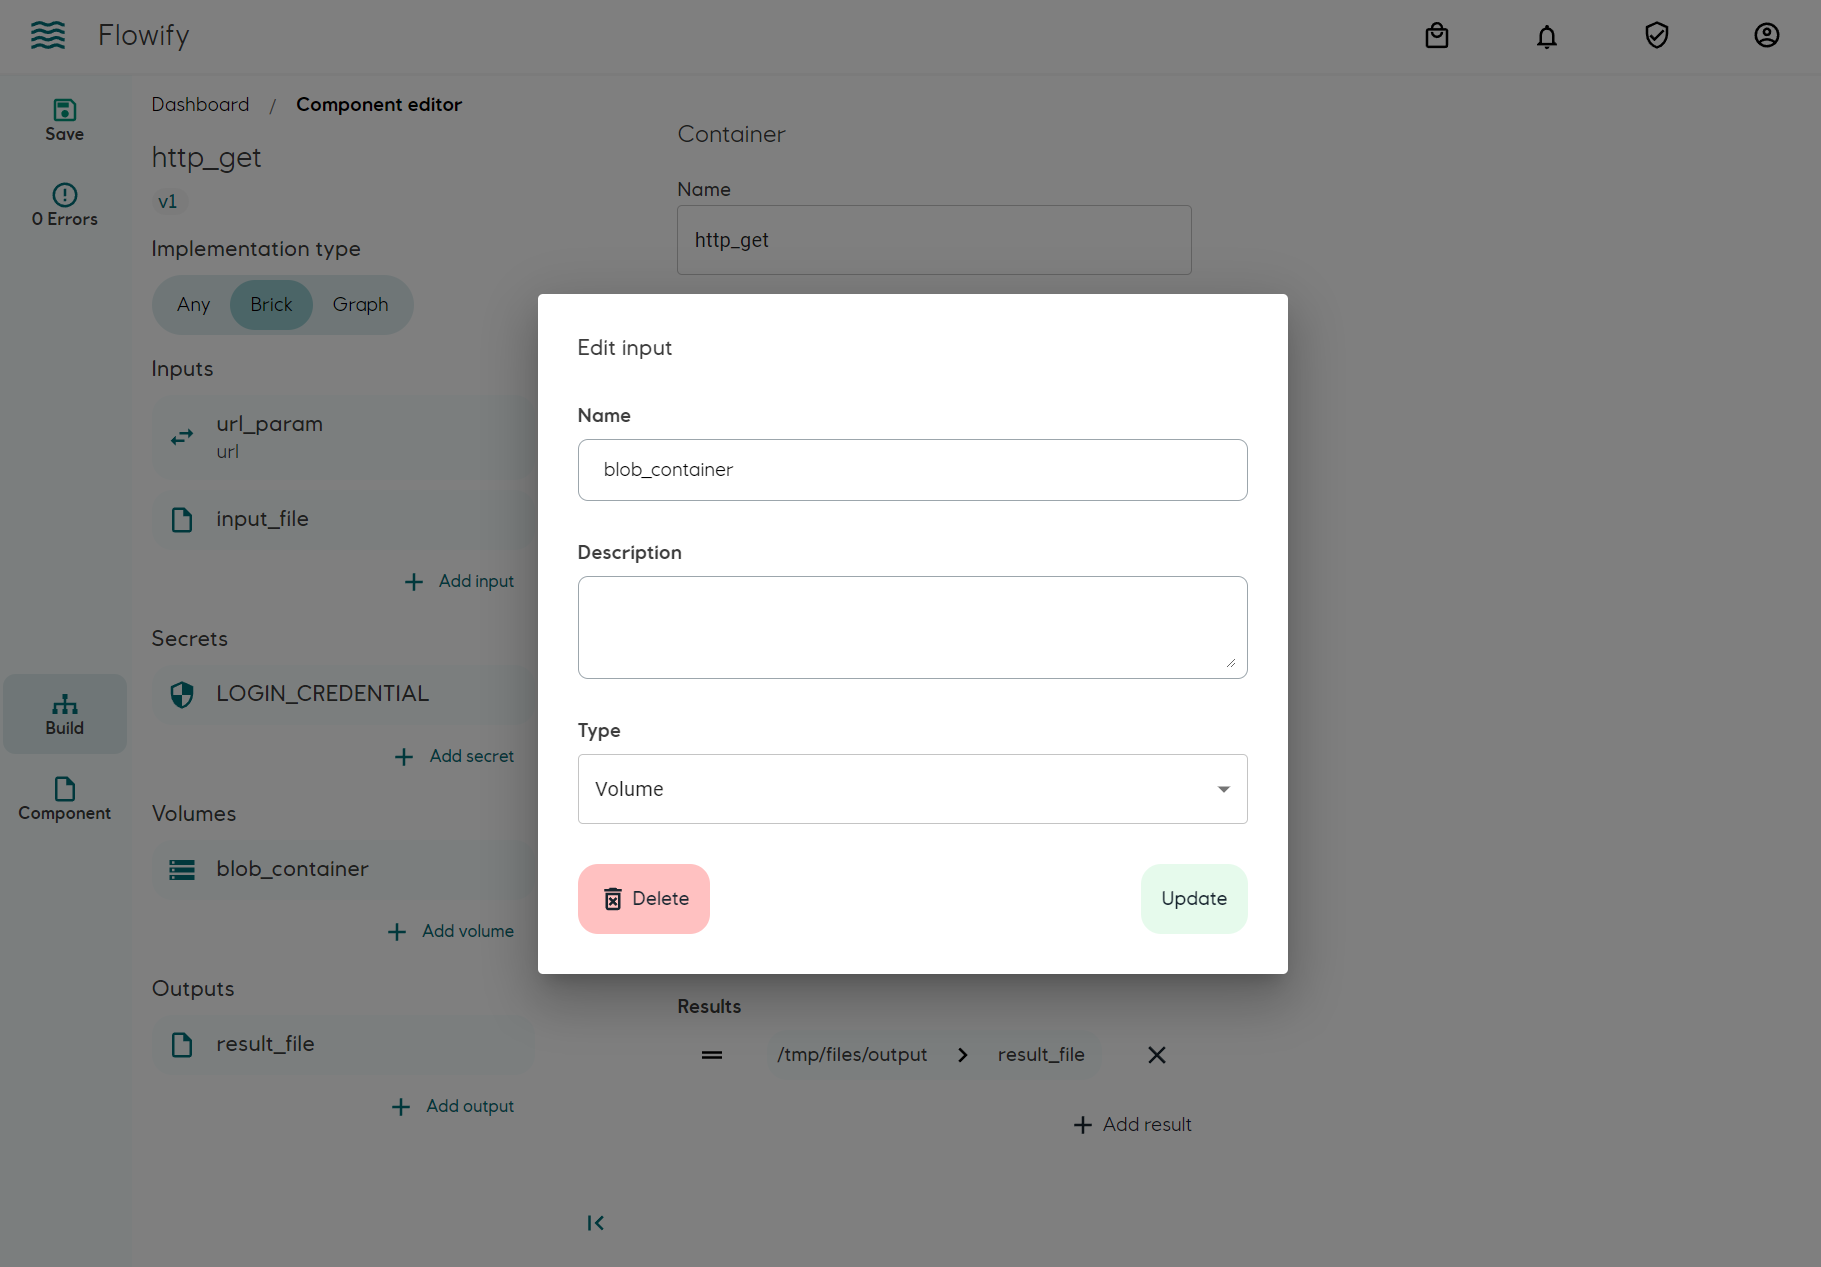 Flowify
Save
0 Errors
Build
Component
Dashboard / Component editor
http_get
v1
Implementation type
Any Brick Graph
Inputs
url_param
url
input_file
Add input
Secrets
LOGIN_CREDENTIAL
Add secret
Volumes
blob_container
Add volume
Outputs
result_file
Add output
Container
Name
http_get
Edit input
Name
blob_container
Description
Type
Volume
Delete
Update
Results
/tmp/files/output
result_file
Add result